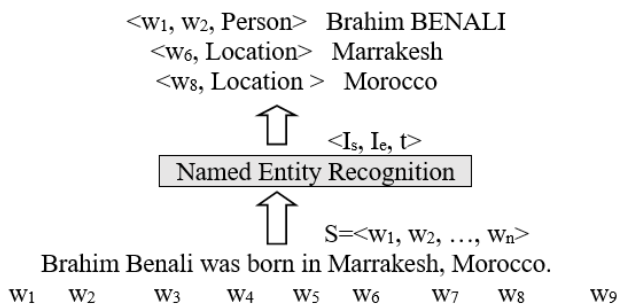 <w₁, w₂, Person> Brahim BENALI
<w₆, Location> Marrakesh
<w₈, Location > Morocco
<Iₛ, Iₑ, t>
Named Entity Recognition
S=<w₁, w₂, …, wₙ>
Brahim Benali was born in Marrakesh, Morocco.
w₁ w₂ w₃ w₄ w₅ w₆ w₇ w₈ w₉